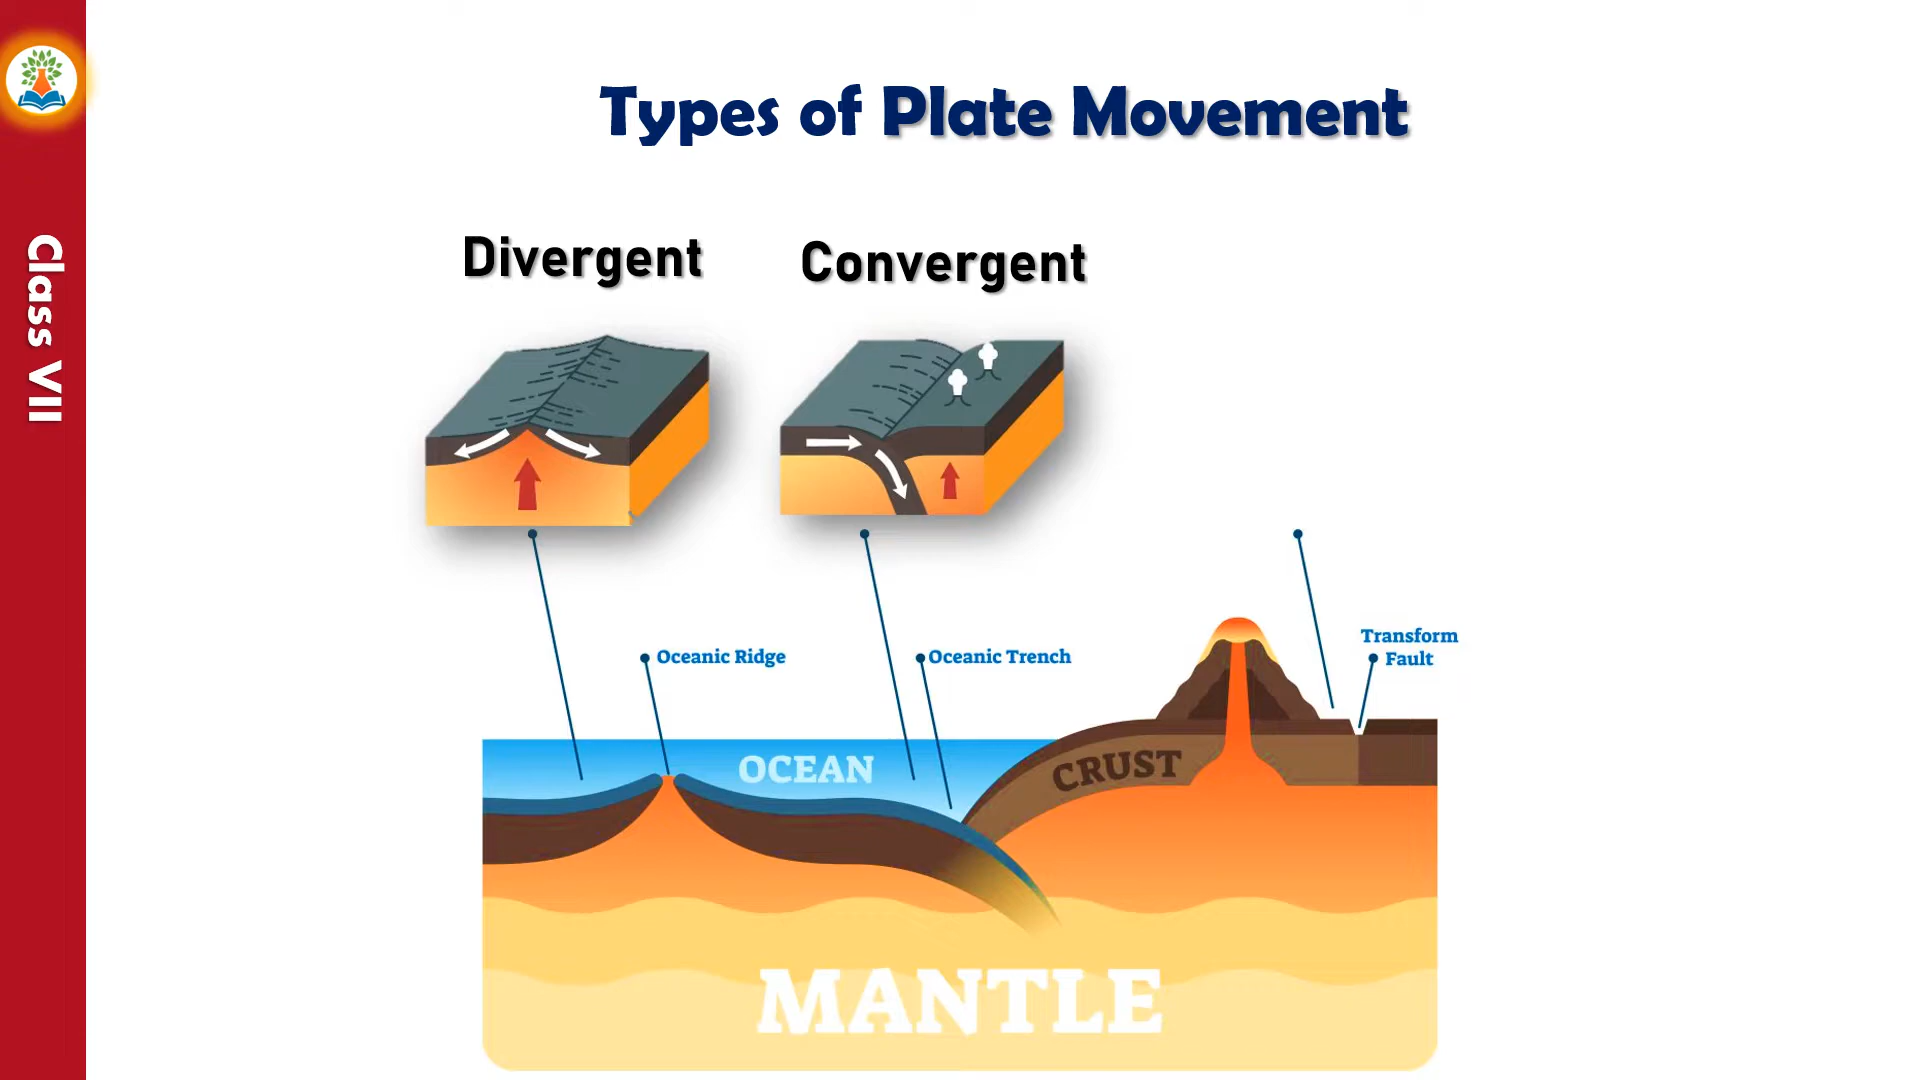 Types of Plate Movement
Class VII
Divergent
Convergent
Oceanic Ridge
Oceanic Trench
Transform
Fault
OCEAN
CRUST
MANTLE